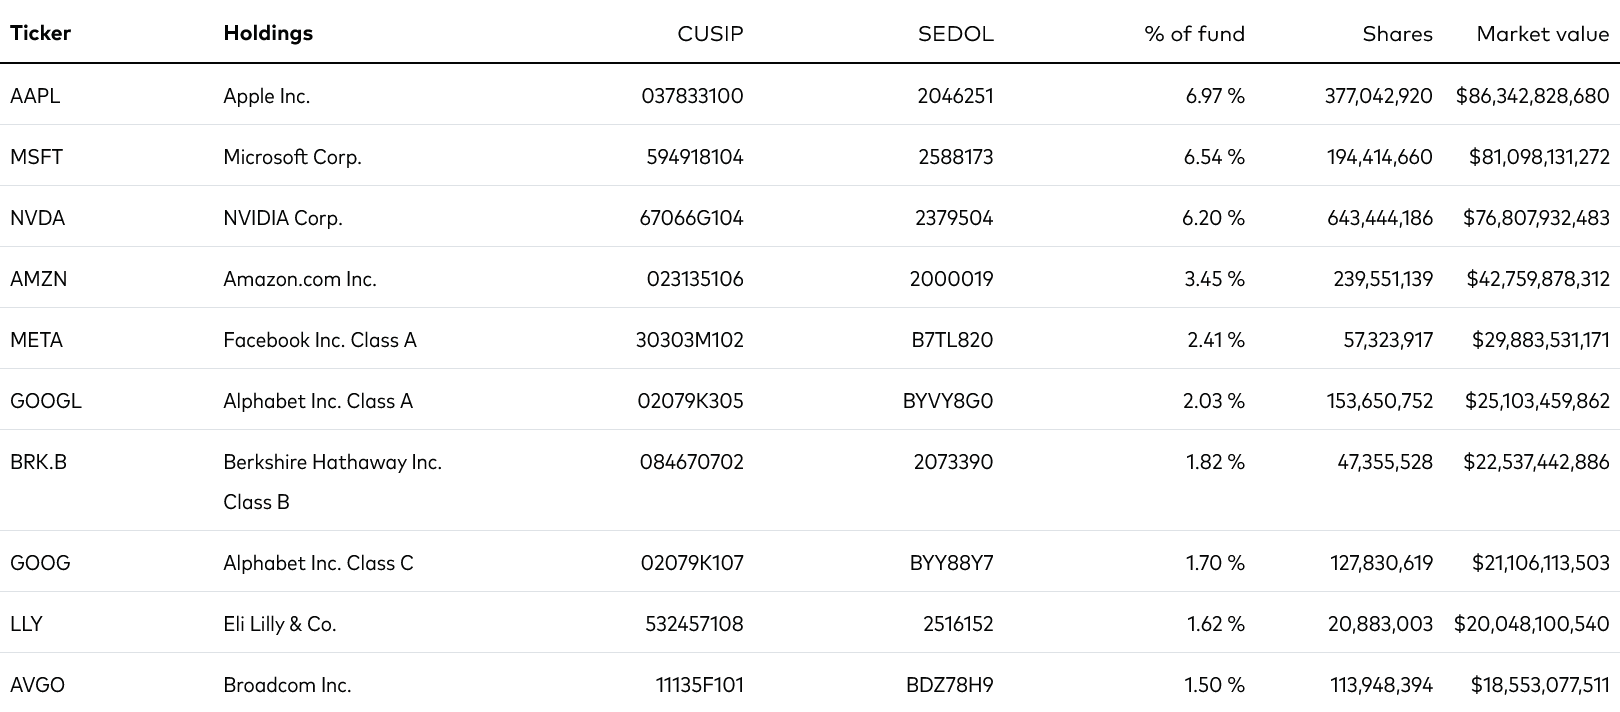 Ticker Holdings CUSIP SEDOL % of fund Shares Market value
AAPL Apple Inc. 037833100 2046251 6.97 % 377,042,920 $86,342,828,680
MSFT Microsoft Corp. 594918104 2588173 6.54 % 194,414,660 $81,098,131,272
NVDA NVIDIA Corp. 67066G104 2379504 6.20 % 643,444,186 $76,807,932,483
AMZN Amazon.com Inc. 023135106 2000019 3.45 % 239,551,139 $42,759,878,312
META Facebook Inc. Class A 30303M102 B7TL820 2.41 % 57,323,917 $29,883,531,171
GOOGL Alphabet Inc. Class A 02079K305 BYVY8G0 2.03 % 153,650,752 $25,103,459,862
BRK.B Berkshire Hathaway Inc. 084670702 2073390 1.82 % 47,355,528 $22,537,442,886
Class B
GOOG Alphabet Inc. Class C 02079K107 BYY88Y7 1.70 % 127,830,619 $21,106,113,503
LLY Eli Lilly & Co. 532457108 2516152 1.62 % 20,883,003 $20,048,100,540
AVGO Broadcom Inc. 11135F101 BDZ78H9 1.50 % 113,948,394 $18,553,077,511